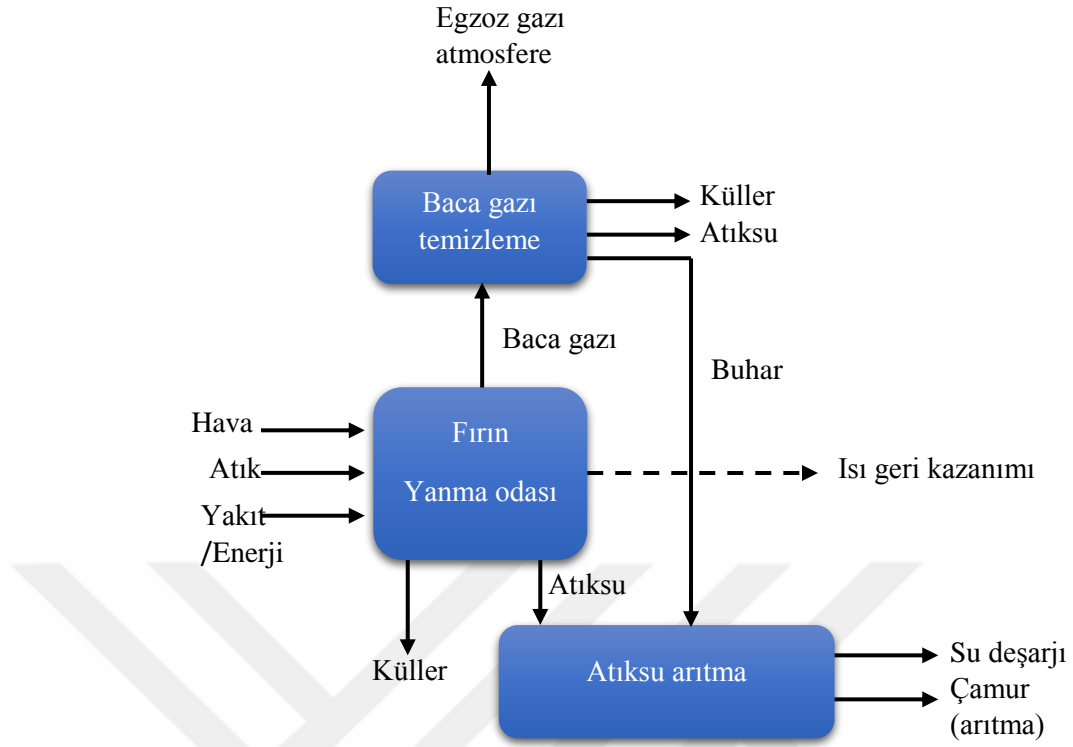 Egzoz gazı
atmosfere
Baca gazı
temizleme
Küller
Atıksu
Baca gazı
Buhar
Hava
Atık
Yakıt
/Enerji
Fırın
Yanma odası
Isı geri kazanımı
Atıksu
Küller
Atıksu arıtma
Su deşarjı
Çamur
(arıtma)